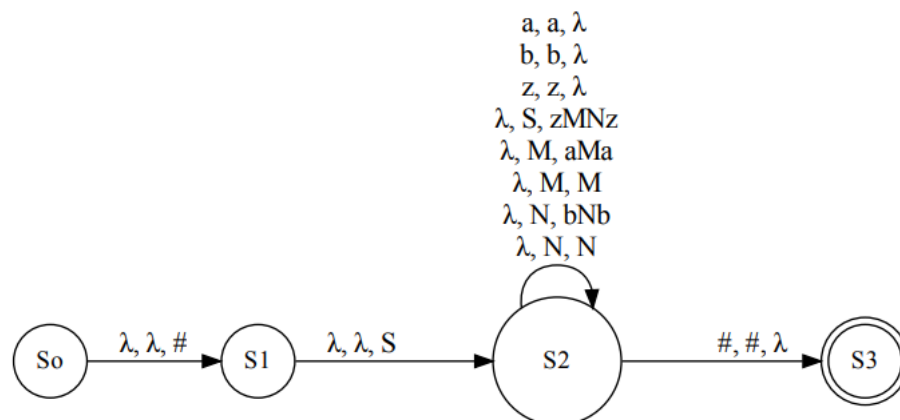 a, a, λ
b, b, λ
z, z, λ
λ, S, zMNz
λ, M, aMa
λ, M, M
λ, N, bNb
λ, N, N
So
λ, λ, #
S1
λ, λ, S
S2
#, #, λ
S3